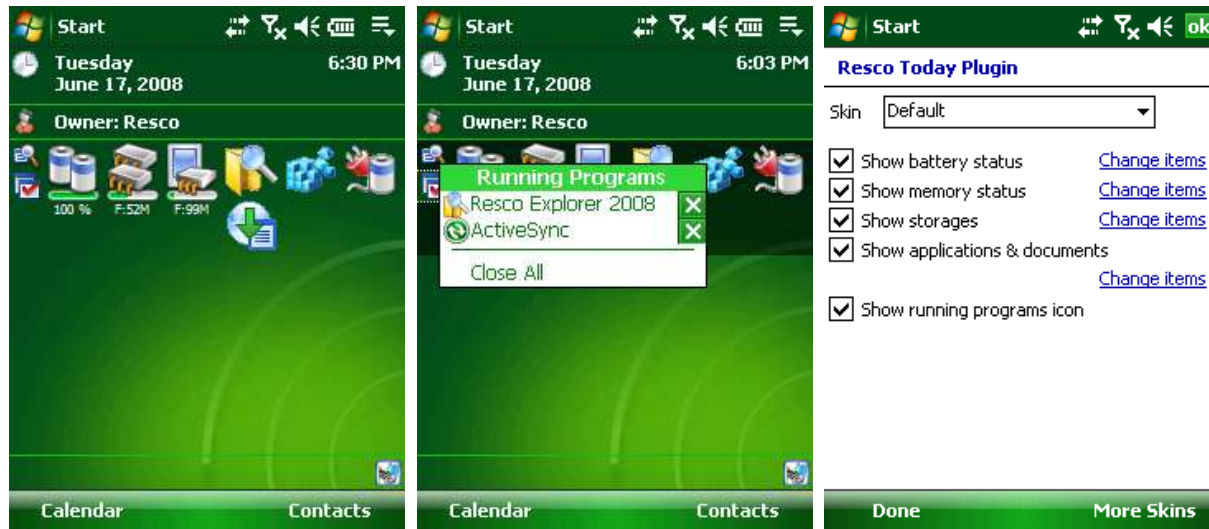 Start
Tuesday 6:30 PM
June 17, 2008
Owner: Resco
100 % F:52M F:99M
Calendar Contacts
Start
Tuesday 6:03 PM
June 17, 2008
Owner: Resco
Running Programs
Resco Explorer 2008
ActiveSync
Close All
Calendar Contacts
Start ok
Resco Today Plugin
Skin Default
Show battery status Change items
Show memory status Change items
Show storages Change items
Show applications & documents
Change items
Show running programs icon
Done More Skins